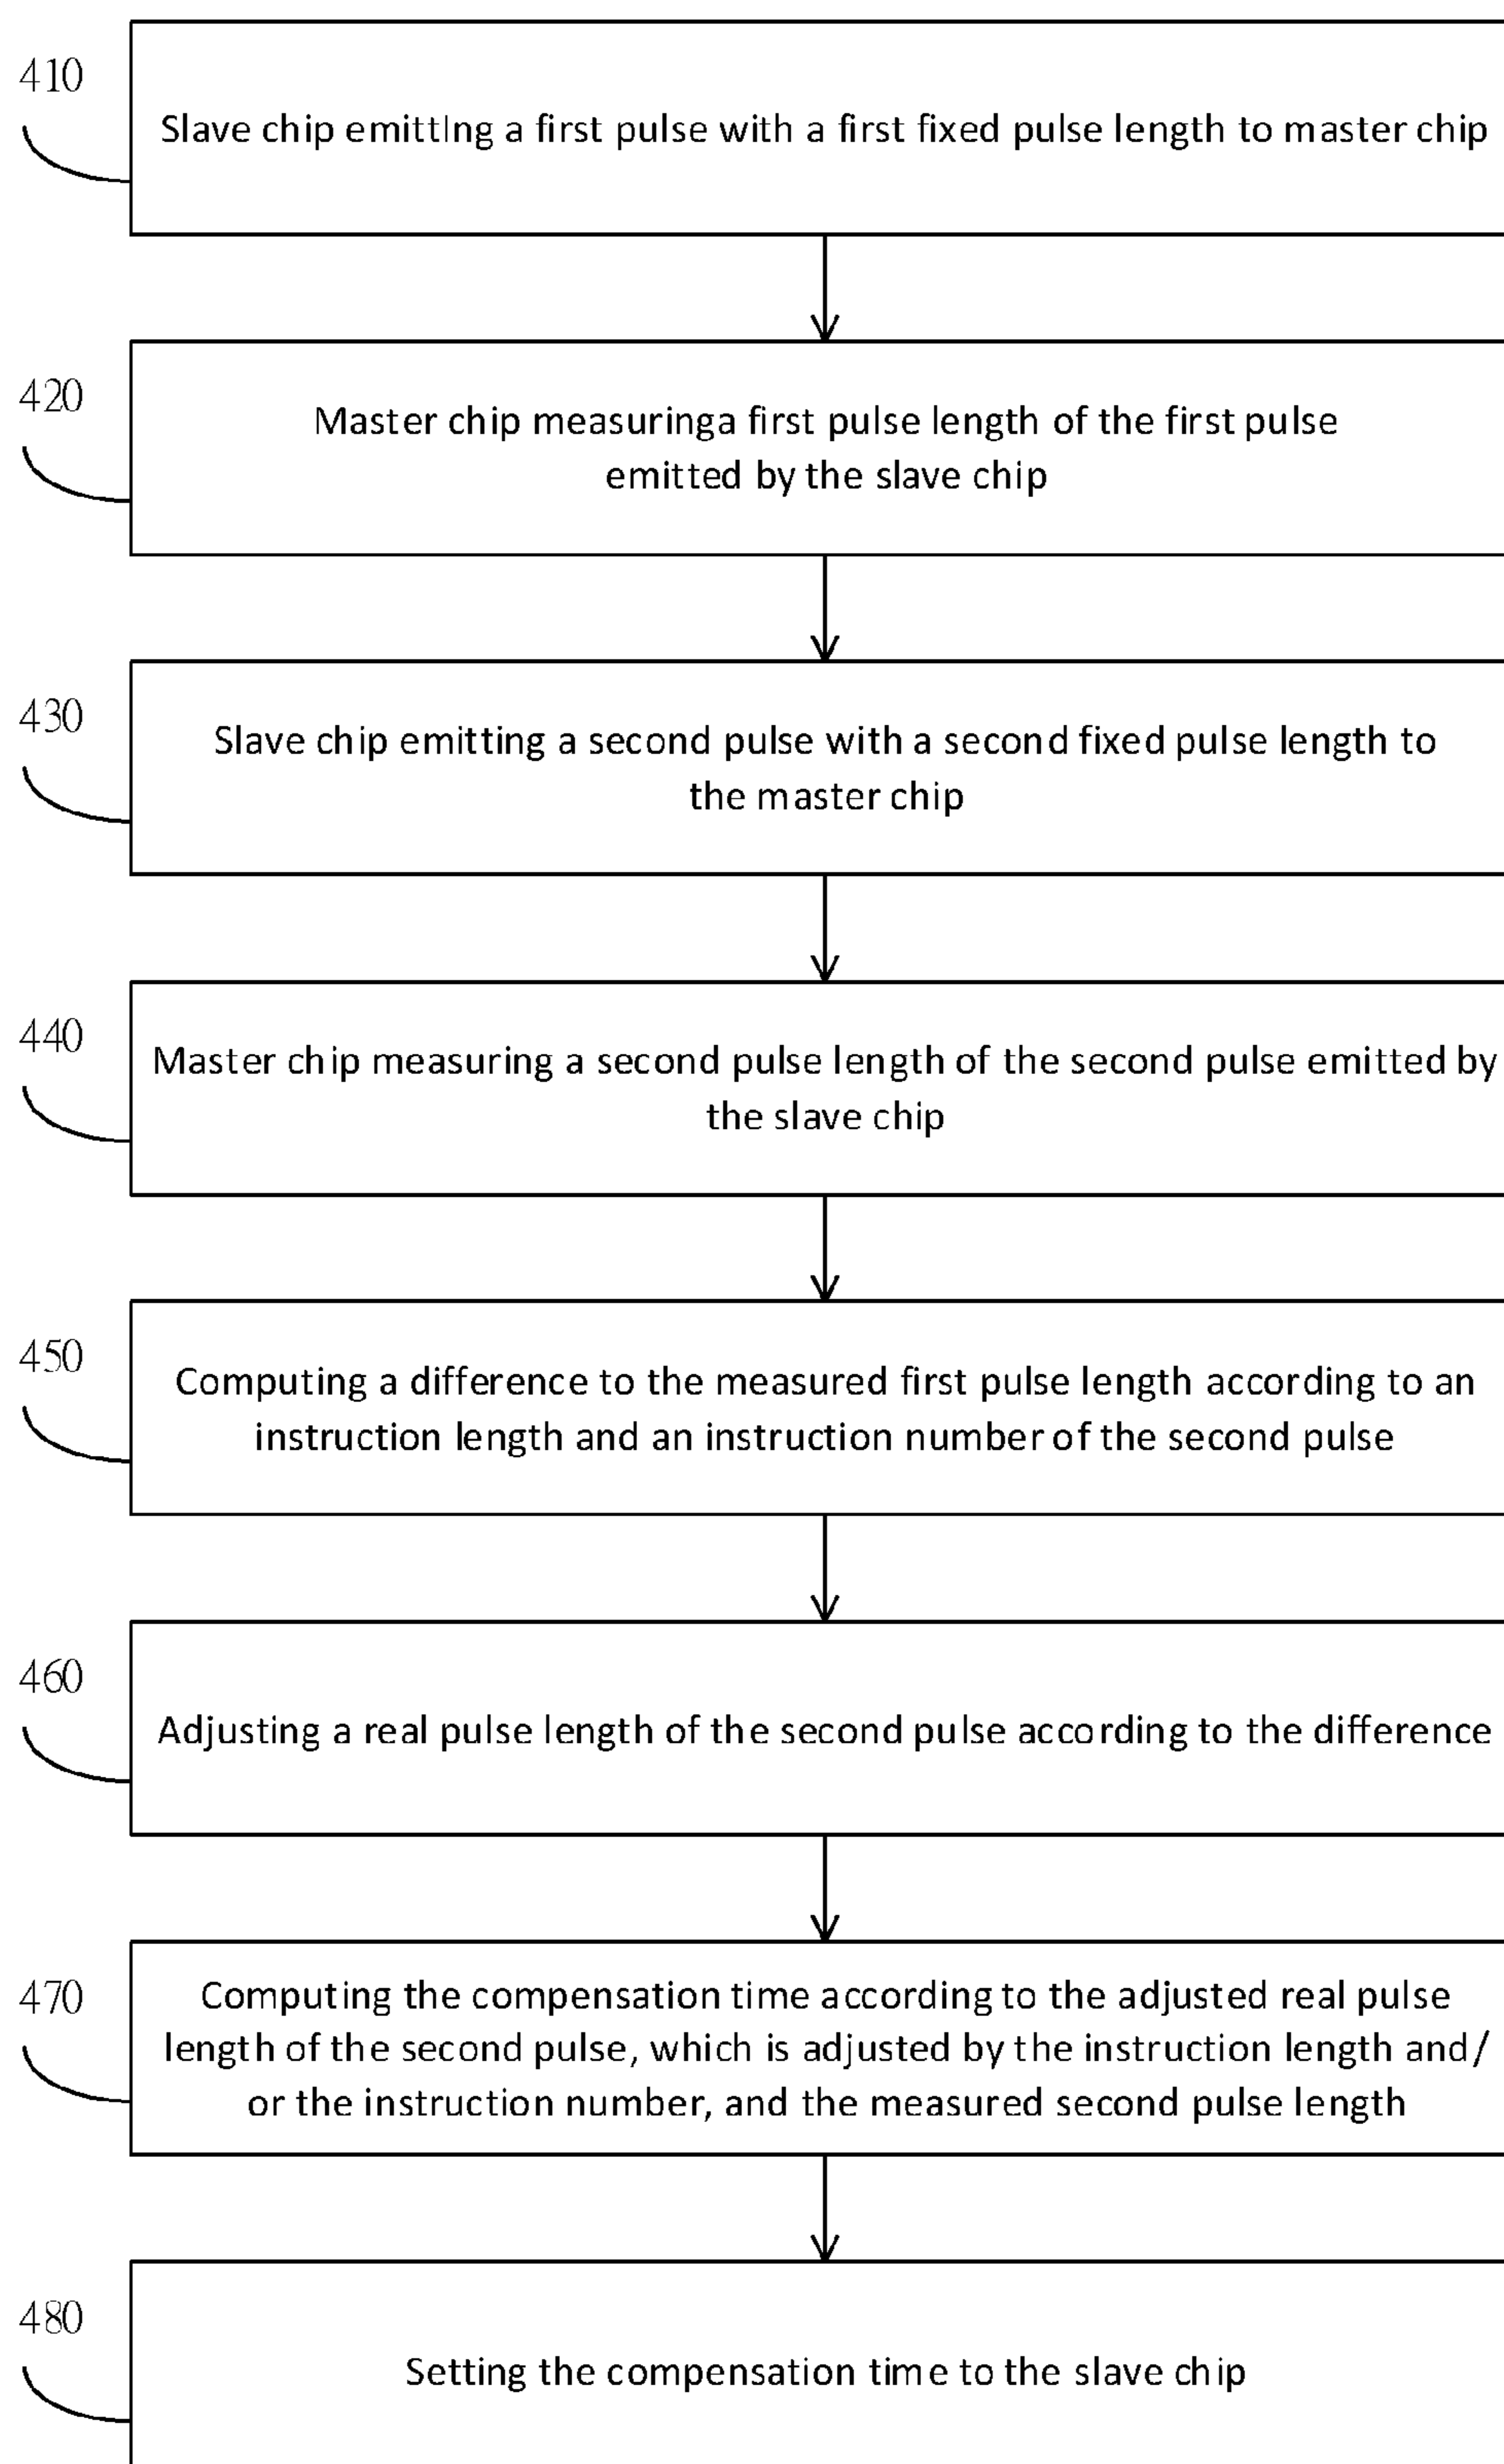 410
Slave chip emitting a first pulse with a first fixed pulse length to master chip
420
Master chip measuringa first pulse length of the first pulse
emitted by the slave chip
430
Slave chip emitting a second pulse with a second fixed pulse length to
the master chip
440
Master chip measuring a second pulse length of the second pulse emitted by
the slave chip
450
Computing a difference to the measured first pulse length according to an
instruction length and an instruction number of the second pulse
460
Adjusting a real pulse length of the second pulse according to the difference
470
Computing the compensation time according to the adjusted real pulse
length of the second pulse, which is adjusted by the instruction length and/
or the instruction number, and the measured second pulse length
480
Setting the compensation time to the slave chip